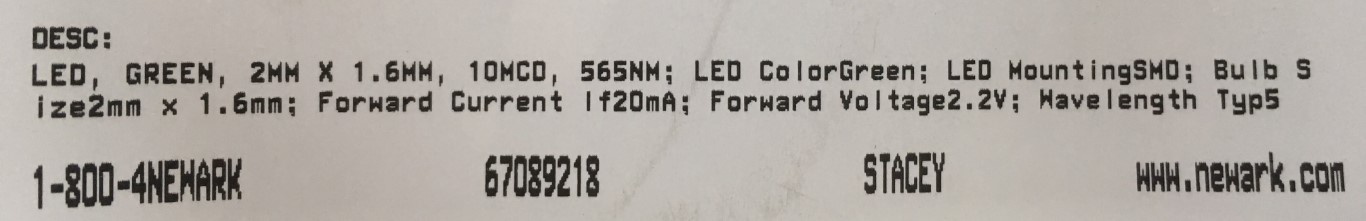 DESC:
LED, GREEN, 2MM X 1.6MM, 10MCD, 565NM; LED ColorGreen; LED MountingSMD; Bulb S
ize2mm x 1.6mm; Forward Current If20mA; Forward Voltage2.2V; Wavelength Typ5
1-800-4NEWARK 67089218 STACEY www.newark.com